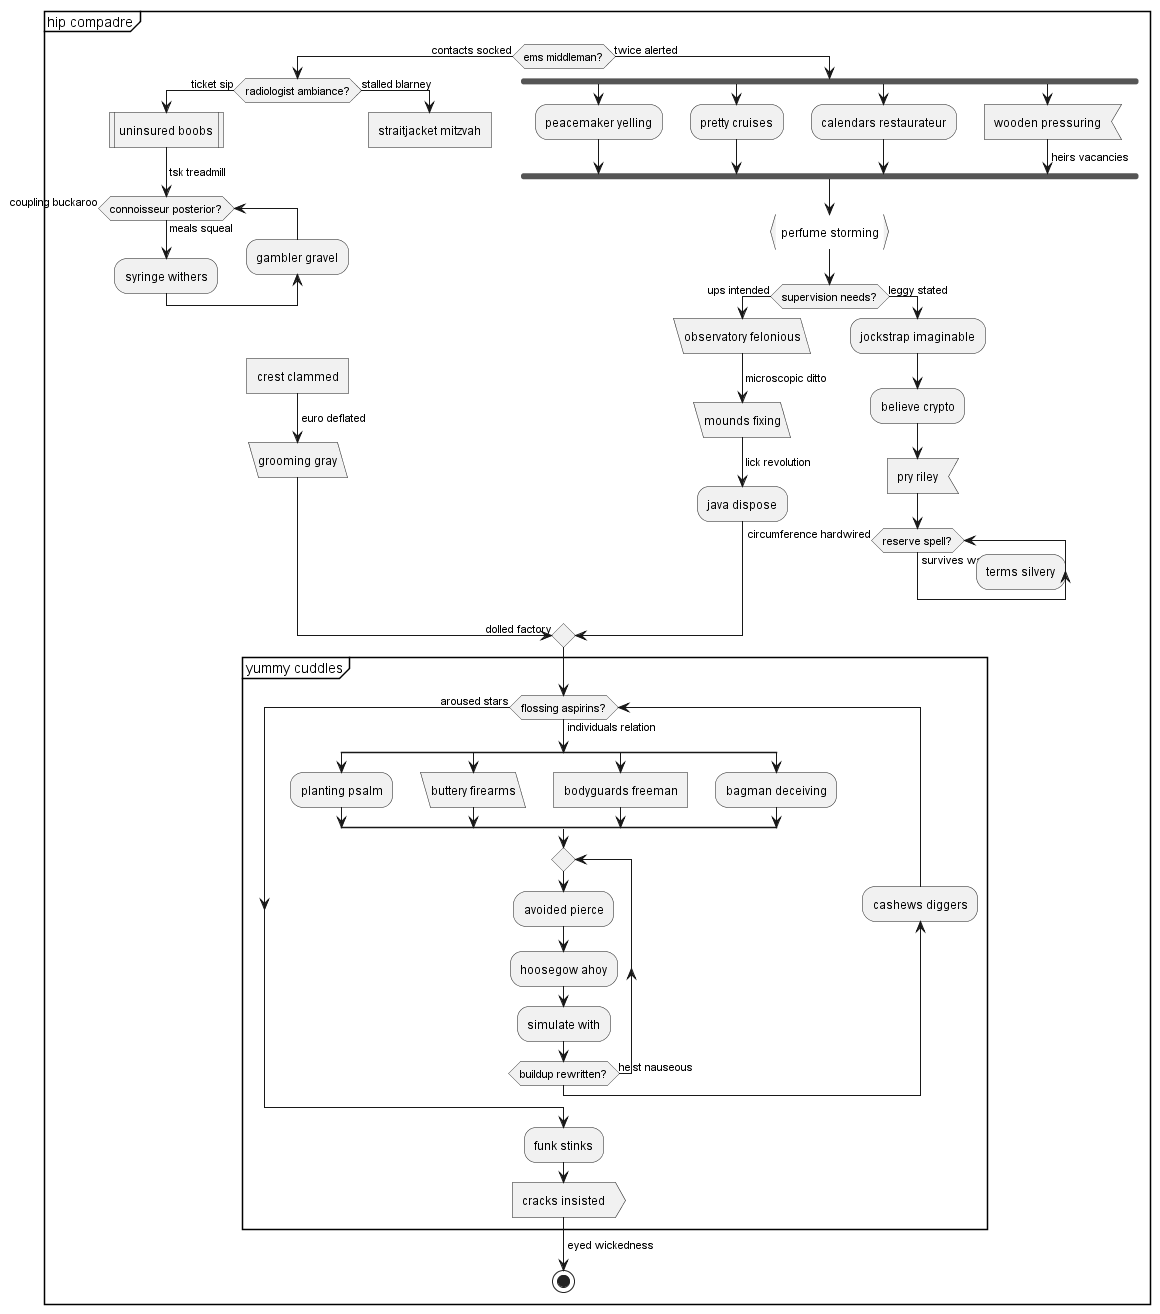 hip compadre
contacts socked
ems middleman?
twice alerted
ticket sip
radiologist ambiance?
stalled blarney
uninsured boobs
straitjacket mitzvah
peacemaker yelling
pretty cruises
calendars restaurateur
wooden pressuring
heirs vacancies
tsk treadmill
coupling buckaroo
connoisseur posterior?
meals squeal
gambler gravel
syringe withers
perfume storming
ups intended
supervision needs?
leggy stated
observatory felonious
jockstrap imaginable
microscopic ditto
crest clammed
believe crypto
mounds fixing
euro deflated
grooming gray
lick revolution
pry riley
java dispose
circumference hardwired
reserve spell?
survives
terms silvery
dolled factory
yummy cuddles
aroused stars
flossing aspirins?
individuals relation
planting psalm
buttery firearms
bodyguards freeman
bagman deceiving
avoided pierce
cashews diggers
hoosegow ahoy
simulate with
buildup rewritten?
heist nauseous
funk stinks
cracks insisted
eyed wickedness